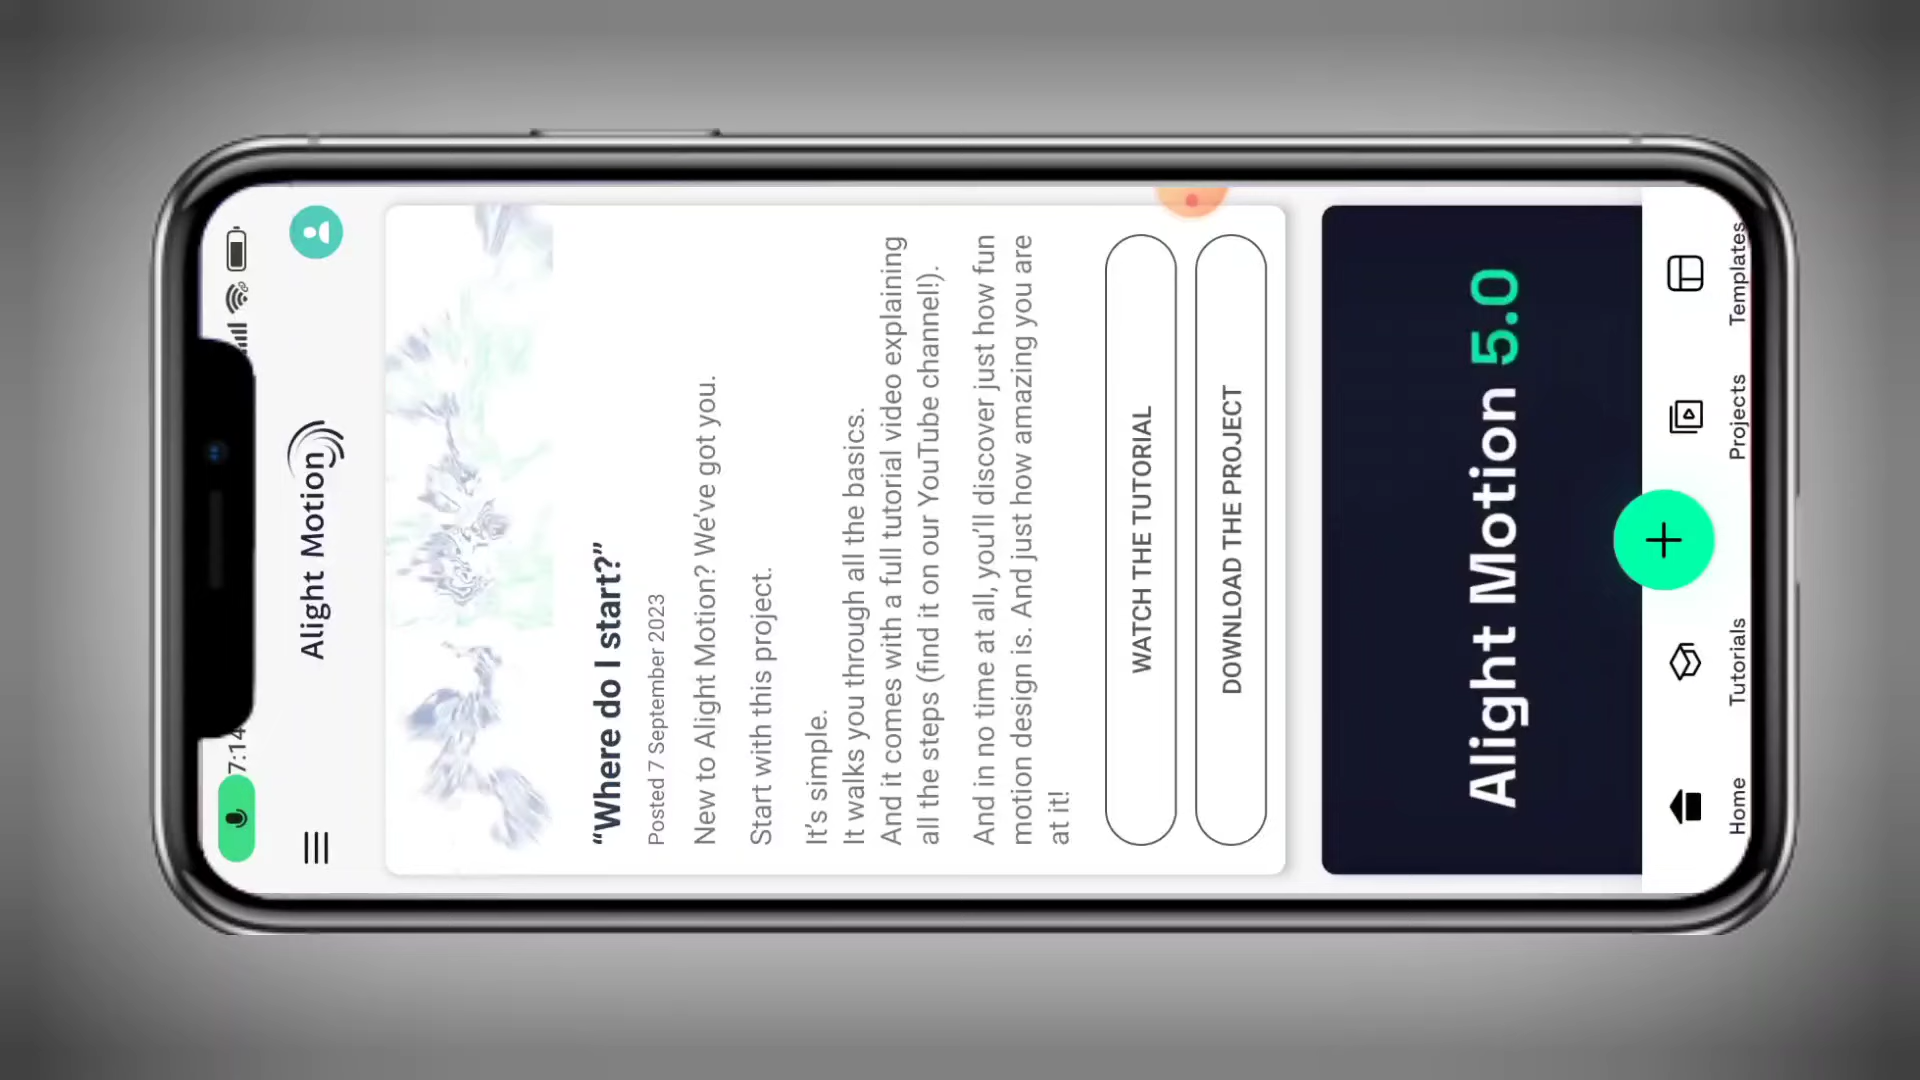 7:14
Alight Motion
“Where do I start?”
Posted 7 September 2023
New to Alight Motion? We’ve got you.
Start with this project.
It’s simple.
It walks you through all the basics.
And it comes with a full tutorial video explaining
all the steps (find it on our YouTube channel!).
And in no time at all, you’ll discover just how fun
motion design is. And just how amazing you are
at it!
WATCH THE TUTORIAL
DOWNLOAD THE PROJECT
Alight Motion 5.0
Home
Tutorials
Projects
Templates